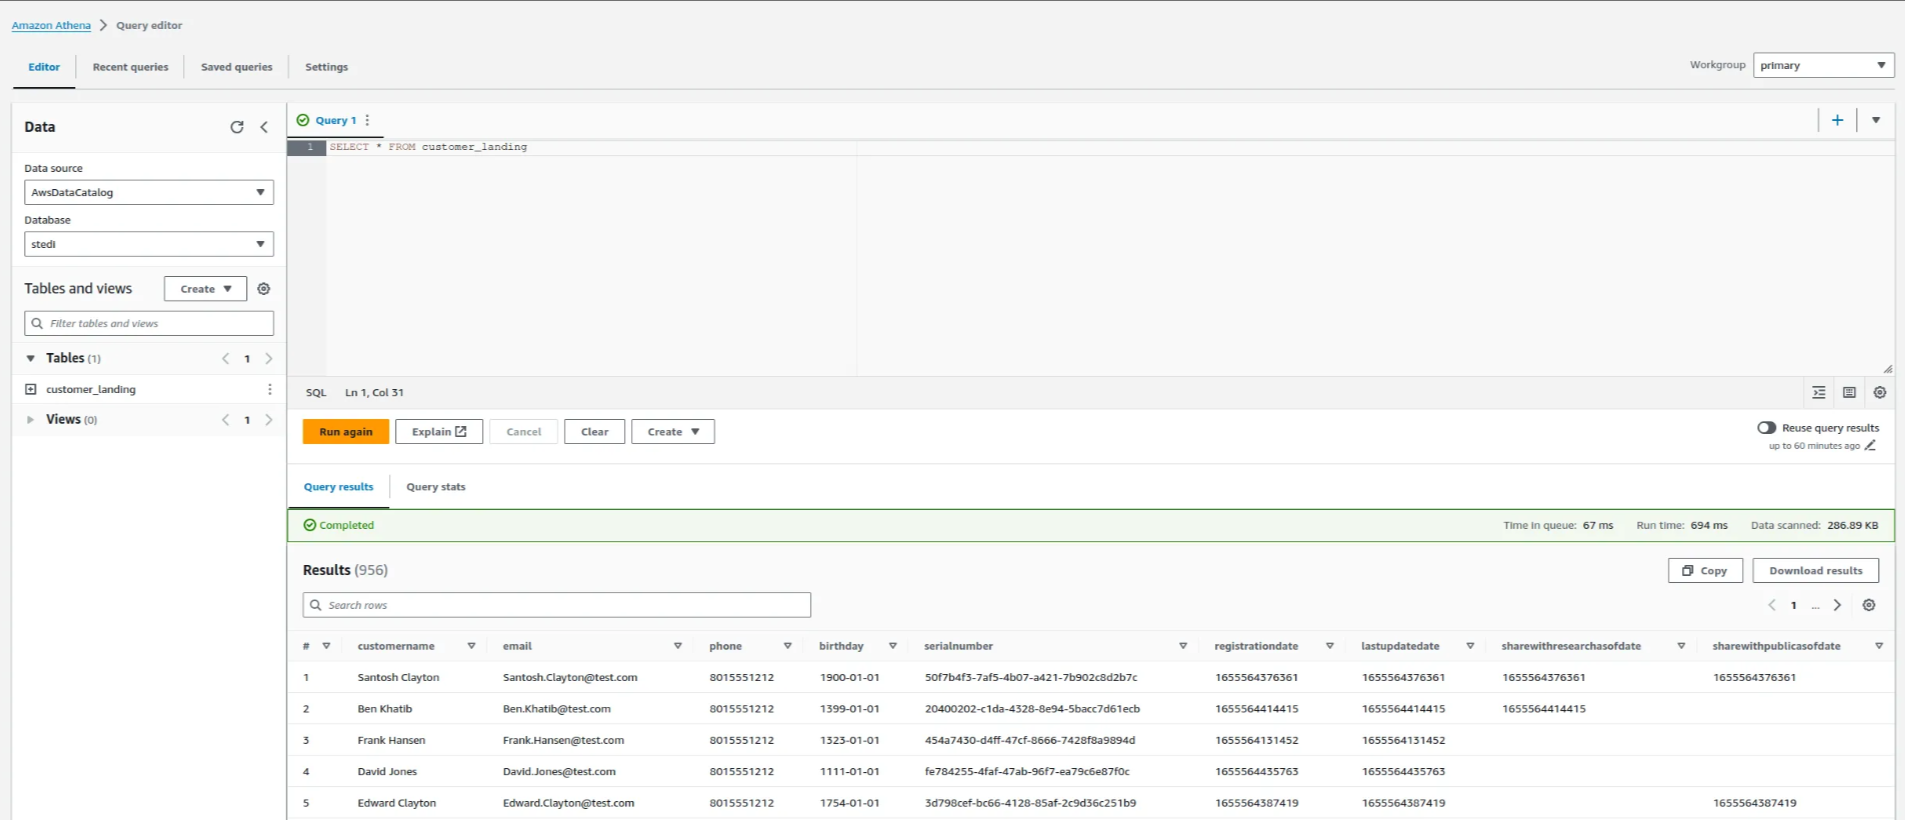 Amazon Athena > Query editor
Editor Recent queries Saved queries Settings
Workgroup primary
Data
Data source
AwsDataCatalog
Database
stedi
Tables and views Create
Filter tables and views
Tables (1) < 1 >
customer_landing
Views (0) < 1 >
Query 1
1 SELECT * FROM customer_landing
SQL Ln 1, Col 31
Run again Explain Cancel Clear Create
Reuse query results
up to 60 minutes ago
Query results Query stats
Completed Time in queue: 67 ms Run time: 694 ms Data scanned: 286.89 KB
Results (956) Copy Download results
Search rows < 1 ... >
# customername email phone birthday serialnumber registrationdate lastupdatedate sharewithresearchasofdate sharewithpublicasofdate
1 Santosh Clayton Santosh.Clayton@test.com 8015551212 1900-01-01 50f7b4f3-7af5-4b07-a421-7b902c8d2b7c 1655564376361 1655564376361 1655564376361 1655564376361
2 Ben Khatib Ben.Khatib@test.com 8015551212 1399-01-01 20400202-c1da-4328-8e94-5bacc7d61ecb 1655564414415 1655564414415 1655564414415
3 Frank Hansen Frank.Hansen@test.com 8015551212 1323-01-01 454a7430-d4ff-47cf-8666-7428f8a9894d 1655564131452 1655564131452
4 David Jones David.Jones@test.com 8015551212 1111-01-01 fe784255-4faf-47ab-96f7-ea79c6e87f0c 1655564435763 1655564435763
5 Edward Clayton Edward.Clayton@test.com 8015551212 1754-01-01 3d798cef-bc66-4128-85af-2c9d36c251b9 1655564387419 1655564387419 1655564387419